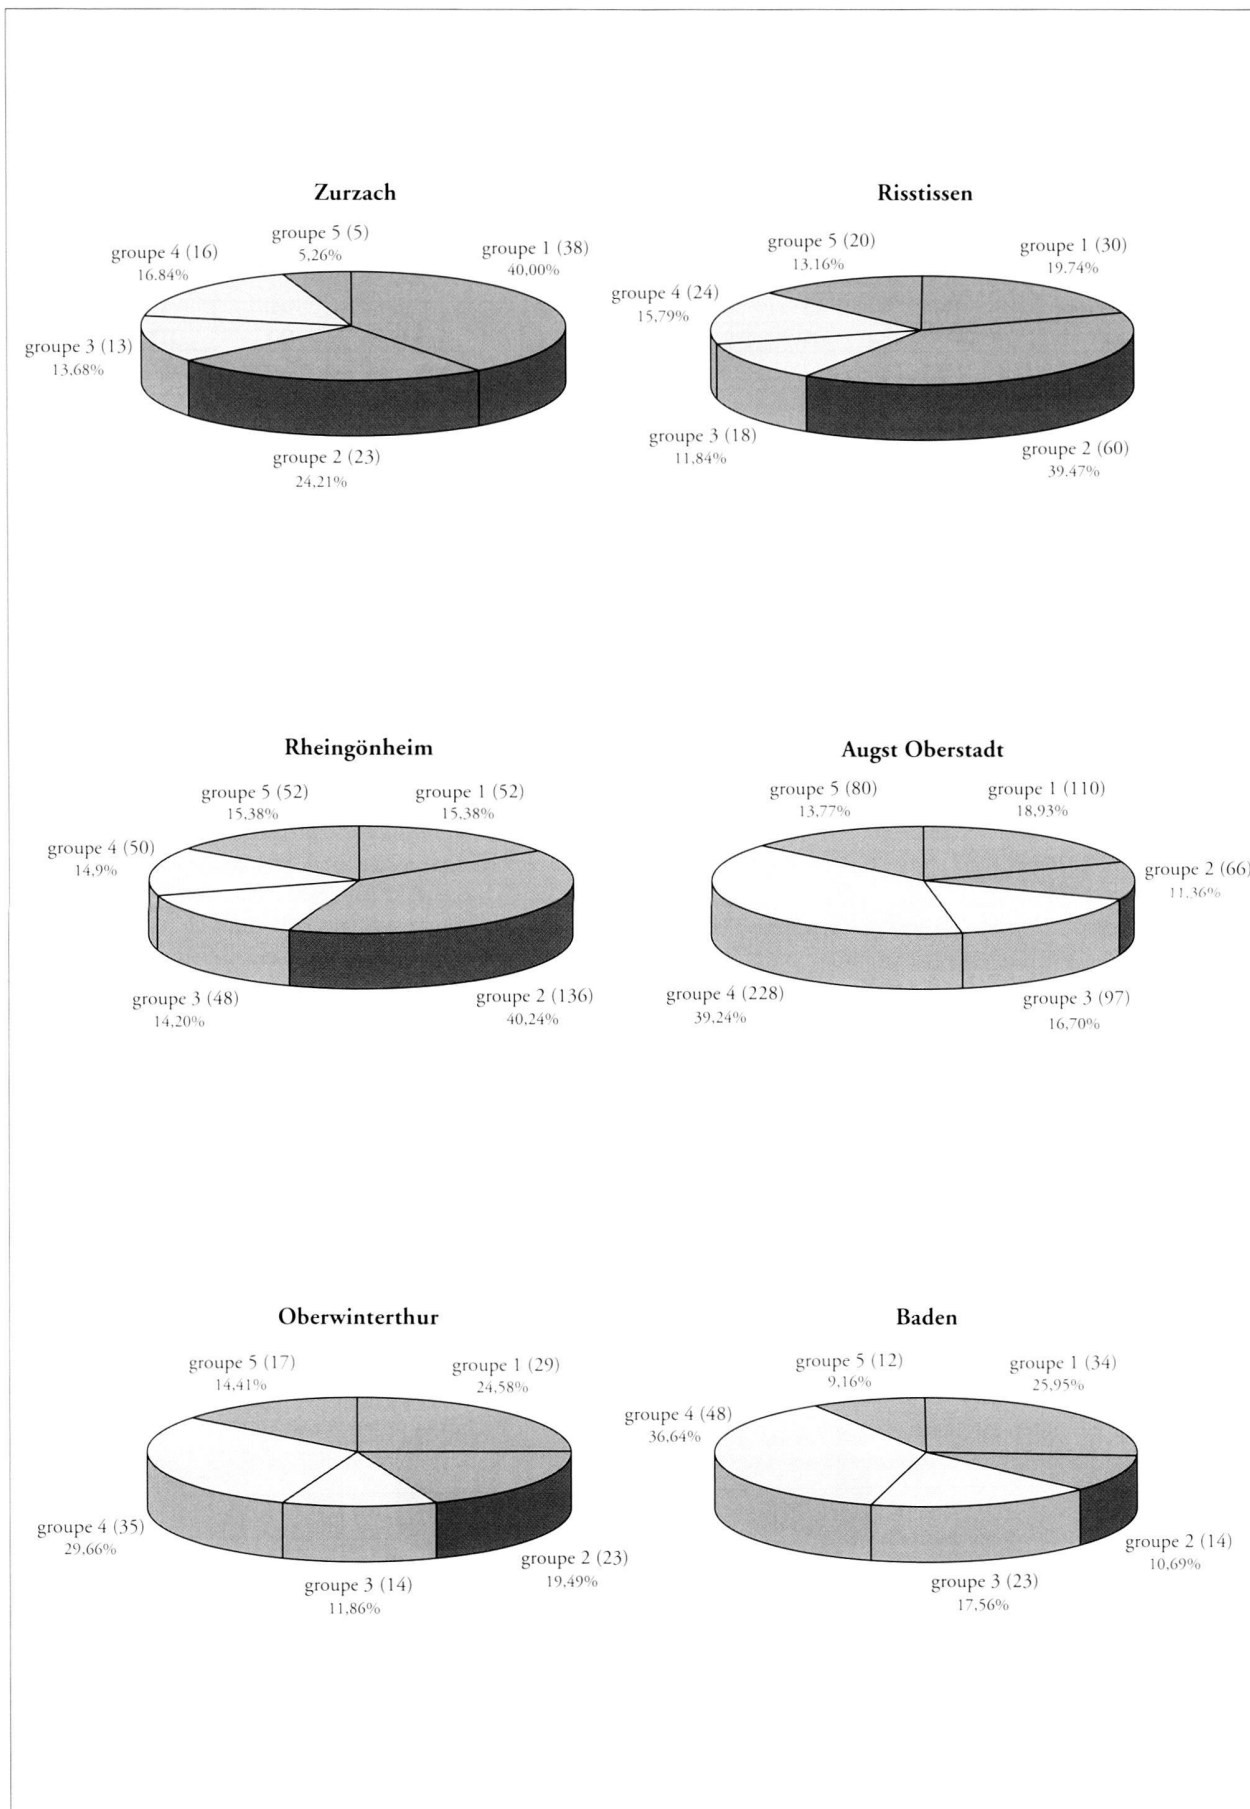 Zurzach
groupe 5 (5)
5,26%
groupe 1 (38)
40,00%
groupe 4 (16)
16.84%
groupe 3 (13)
13,68%
groupe 2 (23)
24,21%
Risstissen
groupe 5 (20)
13.16%
groupe 1 (30)
19.74%
groupe 4 (24)
15,79%
groupe 3 (18)
11,84%
groupe 2 (60)
39.47%
Rheingönheim
groupe 5 (52)
15.38%
groupe 1 (52)
15.38%
groupe 4 (50)
14,9%
groupe 3 (48)
14,20%
groupe 2 (136)
40,24%
Augst Oberstadt
groupe 5 (80)
13,77%
groupe 1 (110)
18,93%
groupe 2 (66)
11,36%
groupe 4 (228)
39,24%
groupe 3 (97)
16,70%
Oberwinterthur
groupe 5 (17)
14,41%
groupe 1 (29)
24,58%
groupe 4 (35)
29,66%
groupe 2 (23)
19,49%
groupe 3 (14)
11,86%
Baden
groupe 5 (12)
9,16%
groupe 1 (34)
25,95%
groupe 4 (48)
36,64%
groupe 2 (14)
10,69%
groupe 3 (23)
17,56%